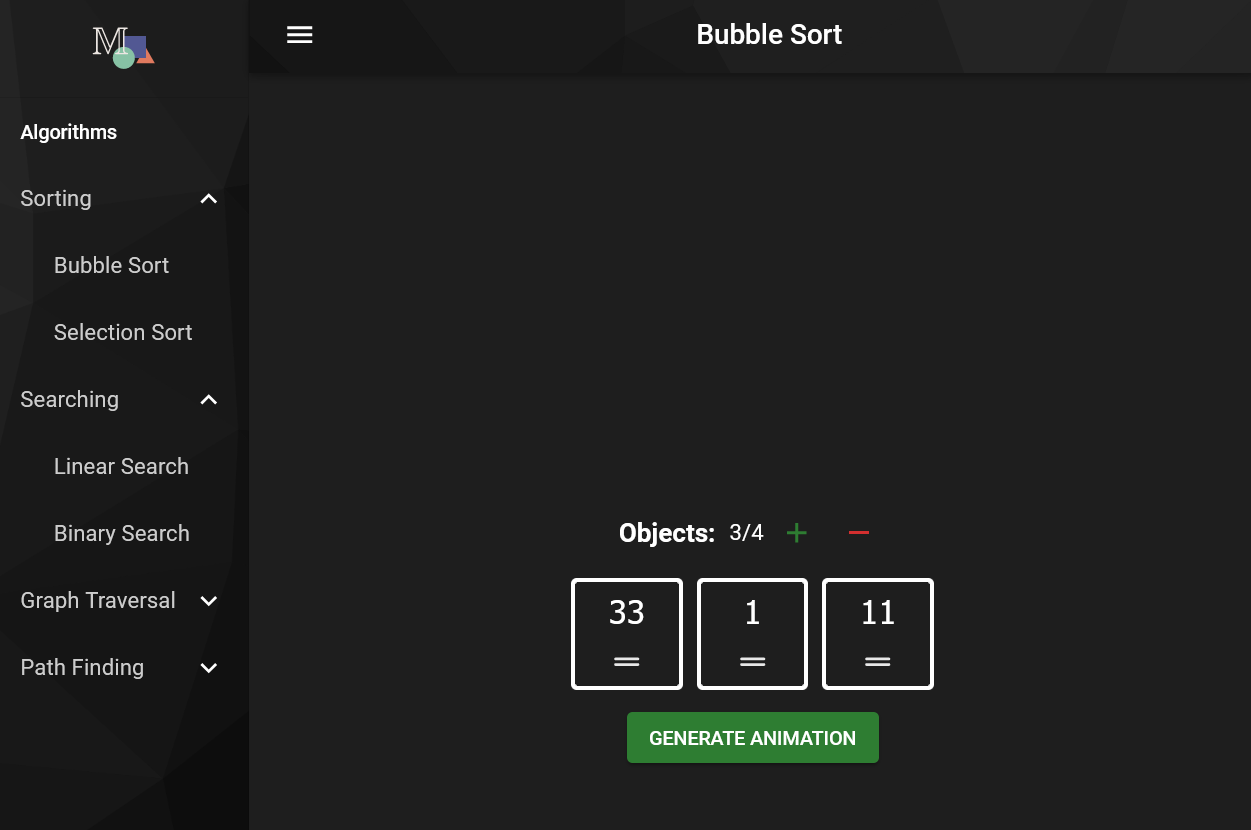 M
Bubble Sort
Algorithms
Sorting
Bubble Sort
Selection Sort
Searching
Linear Search
Binary Search
Graph Traversal
Path Finding
Objects: 3/4
33 1 11
GENERATE ANIMATION